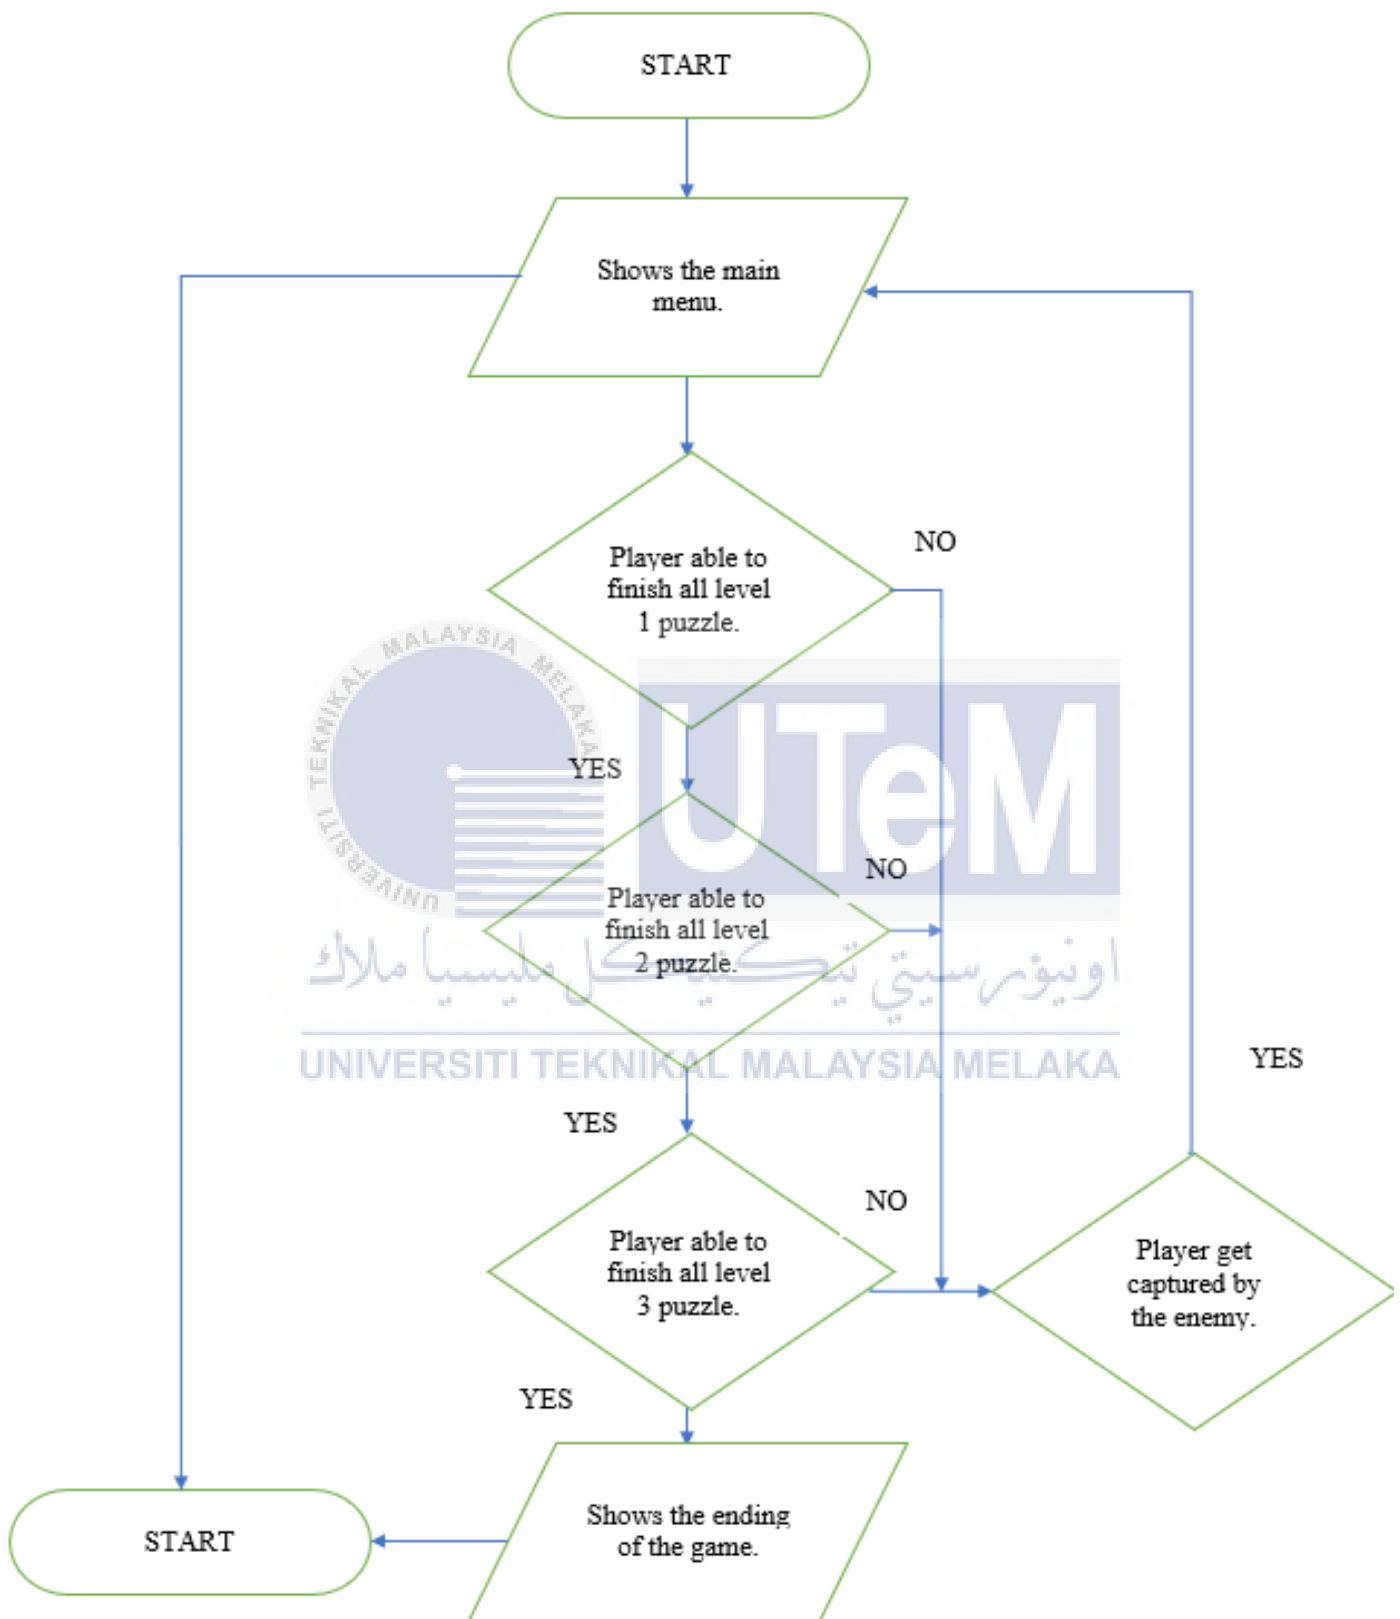 START
Shows the main
menu.
NO
Player able to
finish all level
1 puzzle.
UNIVERSITI TEKNIKAL MALAYSIA MELAKA
YES
UTeM
NO
Player able to
finish all level
2 puzzle.
اونيۏرسيتي تيكنيكل مليسيا ملاك
UNIVERSITI TEKNIKAL MALAYSIA MELAKA
YES
YES
NO
Player able to
finish all level
3 puzzle.
Player get
captured by
the enemy.
YES
Shows the ending
of the game.
START